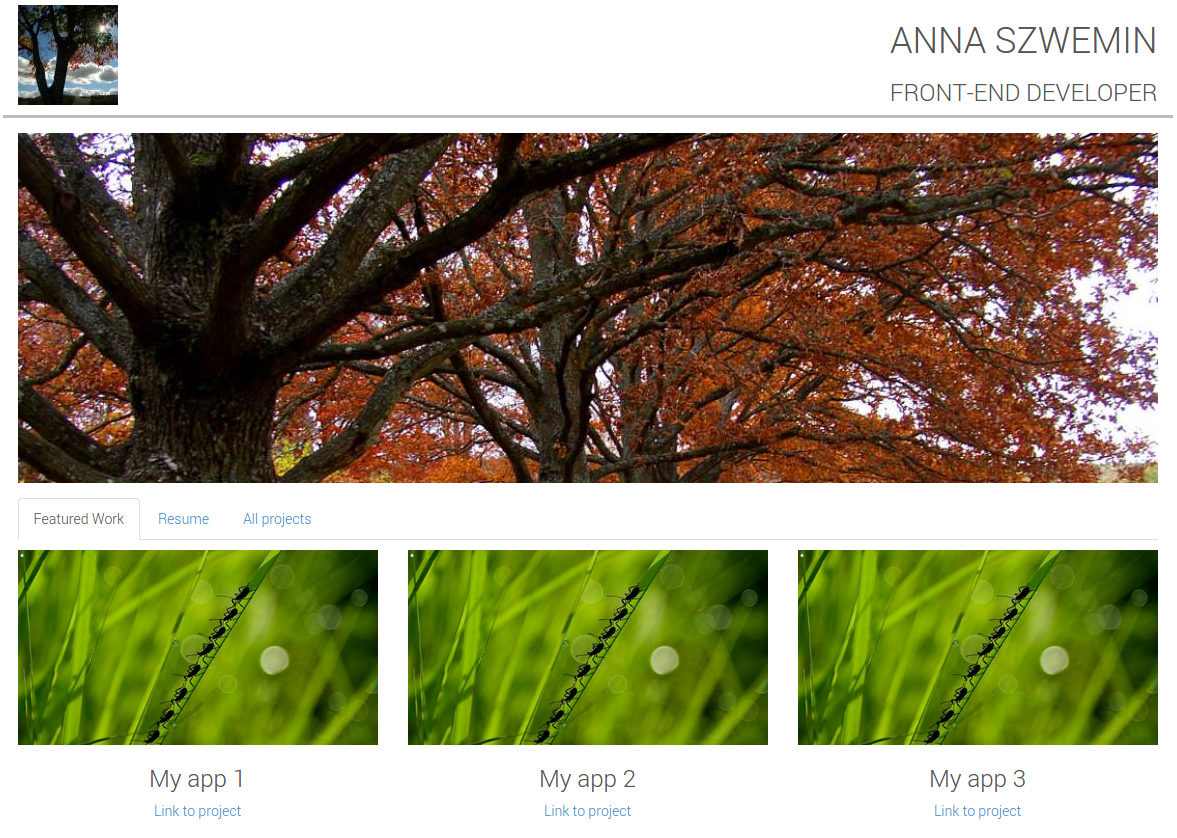 ANNA SZWEMIN
FRONT-END DEVELOPER
Featured Work Resume All projects
My app 1 My app 2 My app 3
Link to project Link to project Link to project